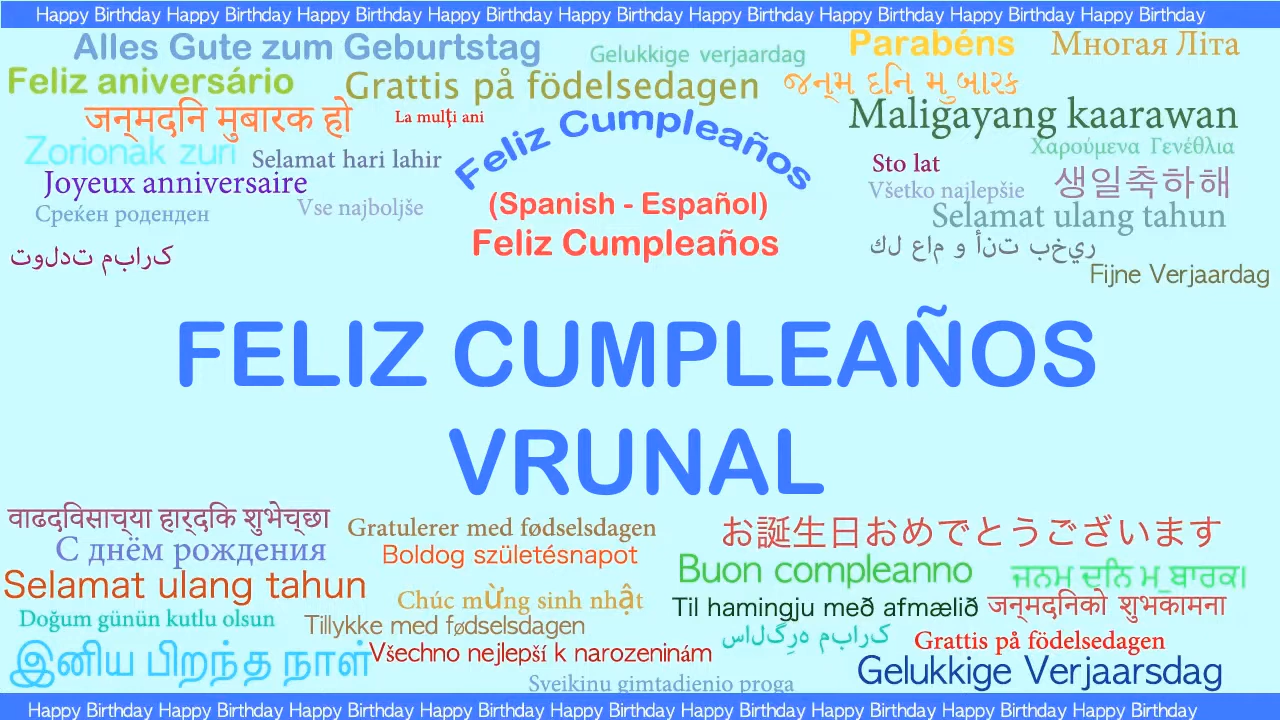 Happy Birthday Happy Birthday Happy Birthday Happy Birthday Happy Birthday Happy Birthday Happy Birthday Happy Birthday Happy Birthday
Alles Gute zum Geburtstag
Gelukkige verjaardag
Parabéns
Многая Літа
Feliz aniversário
Grattis på födelsedagen
જન્મ દિન મુબારક
जन्मदिन मुबारक हो
La mulţi ani
Feliz Cumpleaños
Maligayang kaarawan
Zorionak zuri
Selamat hari lahir
Χαρούμενα Γενέθλια
Sto lat
Joyeux anniversaire
Všetko najlepšie
생일축하해
Среќен роденден
Vse najboljše
(Spanish - Español)
Selamat ulang tahun
Feliz Cumpleaños
تولدت مبارک
كل عام و أنت بخير
Fijne Verjaardag
FELIZ CUMPLEAÑOS
VRUNAL
वाढदिवसाच्या हार्दिक शुभेच्छा
Gratulerer med fødselsdagen
お誕生日おめでとうございます
С днём рождения
Boldog születésnapot
Buon compleanno
ਜਨਮ ਦਿਨ ਮੁਬਾਰਕ।
Selamat ulang tahun
Chúc mừng sinh nhật
Til hamingju með afmælið
जन्मदिनको शुभकामना
Doğum günün kutlu olsun
Tillykke med fødselsdagen
سالگرہ مبارک
Grattis på födelsedagen
இனிய பிறந்த நாள்
Všechno nejlepší k narozeninám
Gelukkige Verjaarsdag
Sveikinu gimtadienio proga
Happy Birthday Happy Birthday Happy Birthday Happy Birthday Happy Birthday Happy Birthday Happy Birthday Happy Birthday Happy Birthday